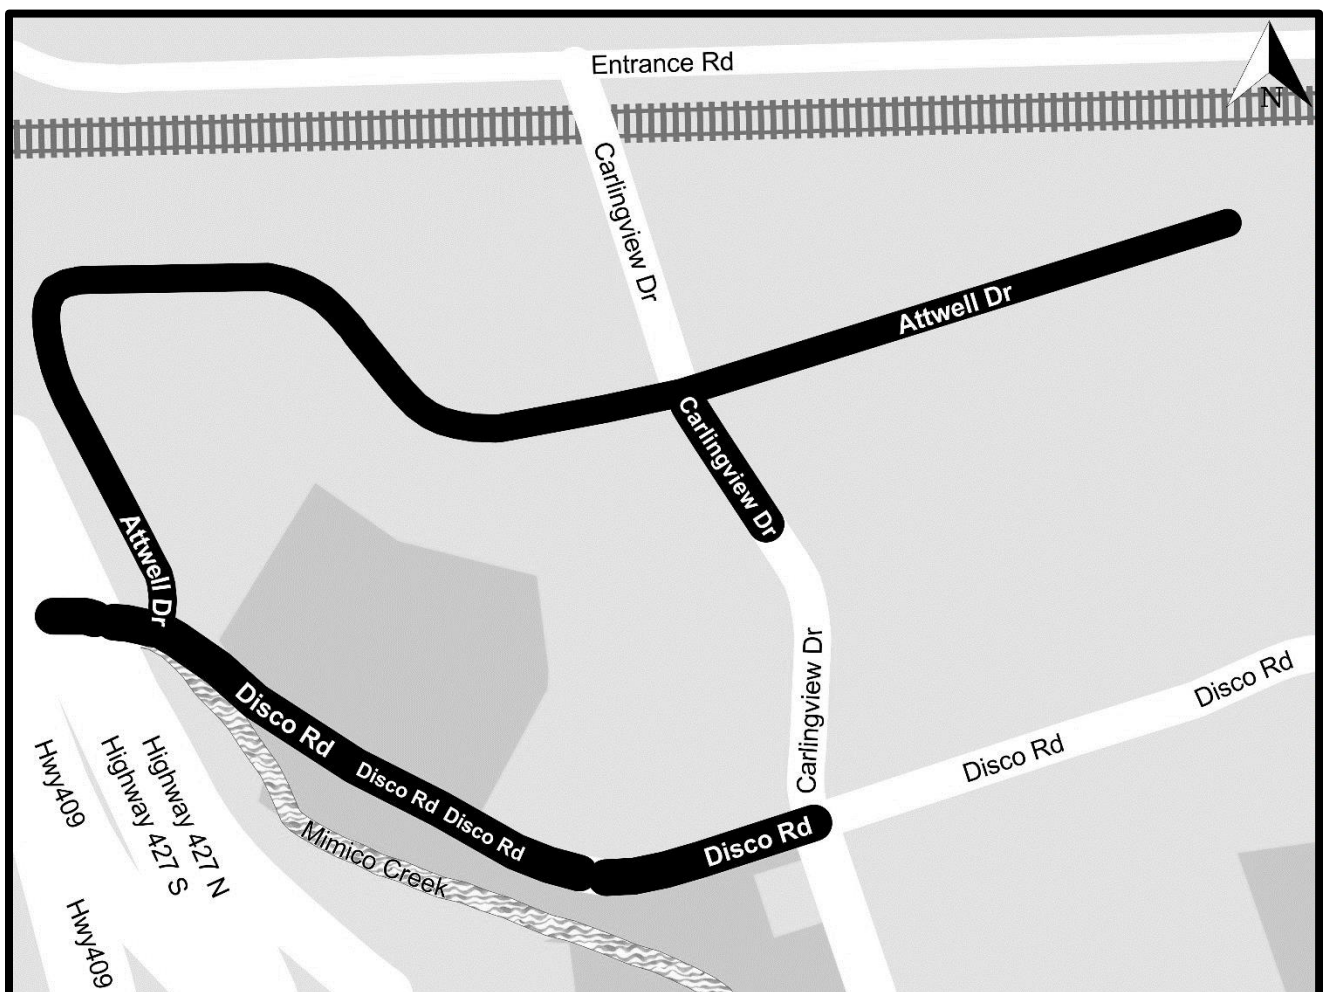 Entrance Rd
N
Carlingview Dr
Attwell Dr
Carlingview Dr
Attwell Dr
Carlingview Dr
Disco Rd
Disco Rd
Disco Rd
Disco Rd
Disco Rd
Disco Rd
Hwy409
Highway 427 S
Highway 427 N
Mimico Creek
Hwy409